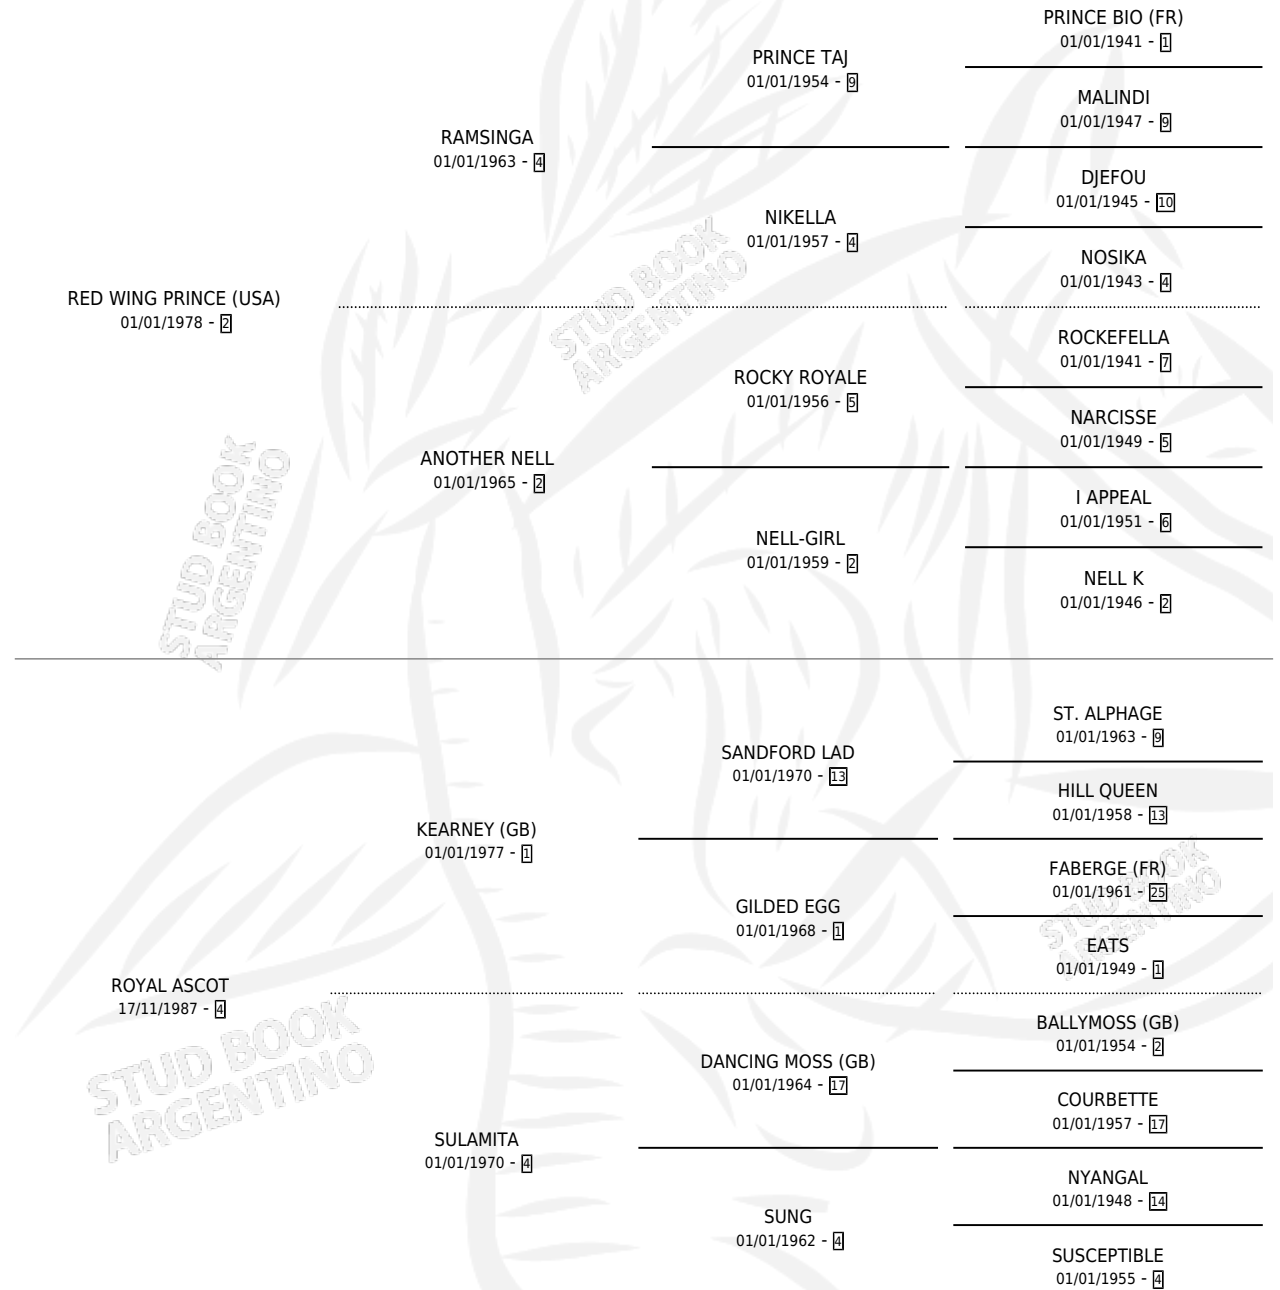 PRINCE BIO (FR)
01/01/1941 - 1
PRINCE TAJ
01/01/1954 - 9
MALINDI
01/01/1947 - 9
RAMSINGA
01/01/1963 - 4
DJEFOU
01/01/1945 - 10
NIKELLA
01/01/1957 - 4
NOSIKA
01/01/1943 - 4
RED WING PRINCE (USA)
01/01/1978 - 2
ROCKEFELLA
01/01/1941 - 7
ROCKY ROYALE
01/01/1956 - 5
NARCISSE
01/01/1949 - 5
ANOTHER NELL
01/01/1965 - 2
I APPEAL
01/01/1951 - 6
NELL-GIRL
01/01/1959 - 2
NELL K
01/01/1946 - 2
STUD BOOK
ARGENTINO
STUD BOOK
ARGENTINO
ST. ALPHAGE
01/01/1963 - 9
SANDFORD LAD
01/01/1970 - 13
HILL QUEEN
01/01/1958 - 13
KEARNEY (GB)
01/01/1977 - 1
FABERGE (FR)
01/01/1961 - 25
GILDED EGG
01/01/1968 - 1
EATS
01/01/1949 - 1
ROYAL ASCOT
17/11/1987 - 4
BALLYMOSS (GB)
01/01/1954 - 2
DANCING MOSS (GB)
01/01/1964 - 17
COURBETTE
01/01/1957 - 17
SULAMITA
01/01/1970 - 4
NYANGAL
01/01/1948 - 14
SUNG
01/01/1962 - 4
SUSCEPTIBLE
01/01/1955 - 4
STUD BOOK
ARGENTINO
STUD BOOK
ARGENTINO